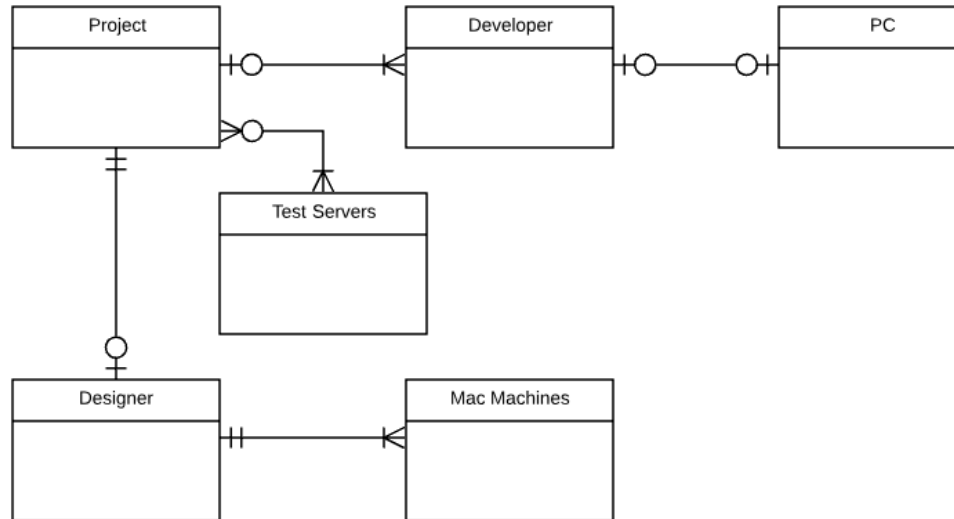 Project
Developer
PC
Test Servers
Designer
Mac Machines